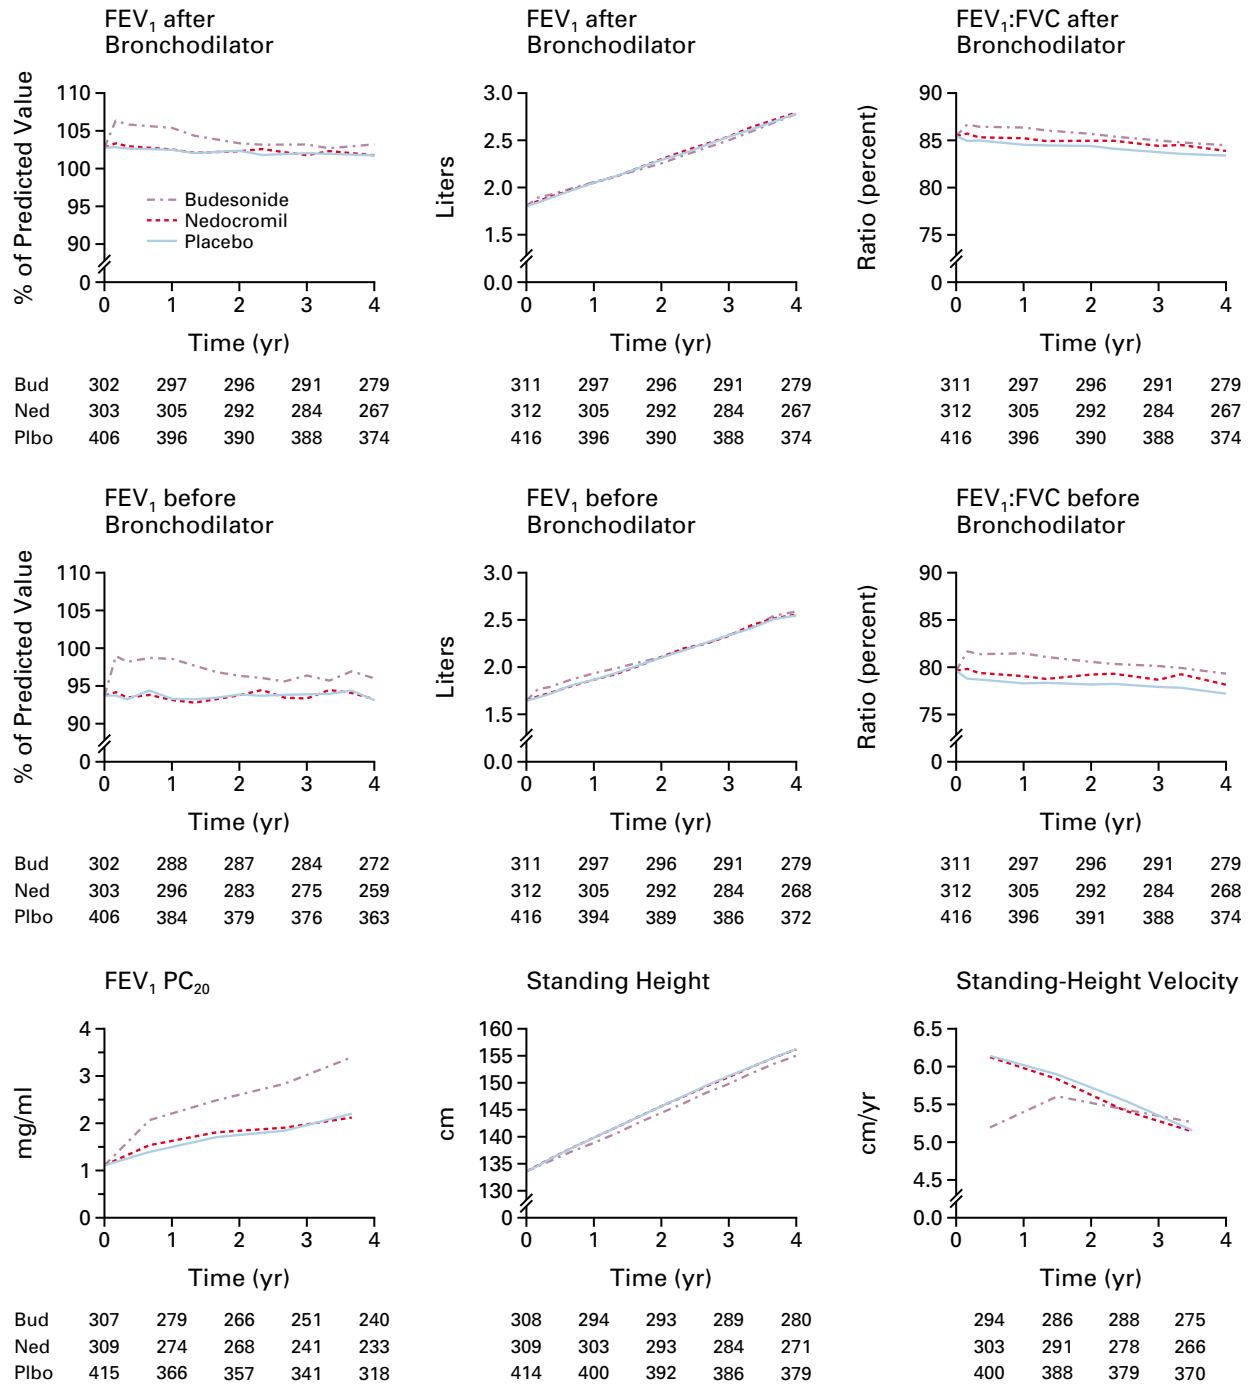 FEV₁ after
Bronchodilator
FEV₁ after
Bronchodilator
FEV₁:FVC after
Bronchodilator
% of Predicted Value
110
105
100
95
90
0
Budesonide
Nedocromil
Placebo
0 1 2 3 4
Time (yr)
Liters
3.0
2.5
2.0
1.5
0.0
0 1 2 3 4
Time (yr)
Ratio (percent)
90
85
80
75
0
0 1 2 3 4
Time (yr)
Bud 302 297 296 291 279 311 297 296 291 279 311 297 296 291 279
Ned 303 305 292 284 267 312 305 292 284 267 312 305 292 284 267
Plbo 406 396 390 388 374 416 396 390 388 374 416 396 390 388 374
FEV₁ before
Bronchodilator
FEV₁ before
Bronchodilator
FEV₁:FVC before
Bronchodilator
% of Predicted Value
110
105
100
95
90
0
0 1 2 3 4
Time (yr)
Liters
3.0
2.5
2.0
1.5
0.0
0 1 2 3 4
Time (yr)
Ratio (percent)
90
85
80
75
0
0 1 2 3 4
Time (yr)
Bud 302 288 287 284 272 311 297 296 291 279 311 297 296 291 279
Ned 303 296 283 275 259 312 305 292 284 268 312 305 292 284 268
Plbo 406 384 379 376 363 416 394 389 386 372 416 396 391 388 374
FEV₁ PC₂₀
Standing Height
Standing-Height Velocity
mg/ml
4
3
2
1
0
0 1 2 3 4
Time (yr)
cm
160
155
150
145
140
135
130
0
0 1 2 3 4
Time (yr)
cm/yr
6.5
6.0
5.5
5.0
4.5
0.0
0 1 2 3 4
Time (yr)
Bud 307 279 266 251 240 308 294 293 289 280 294 286 288 275
Ned 309 274 268 241 233 309 303 293 284 271 303 291 278 266
Plbo 415 366 357 341 318 414 400 392 386 379 400 388 379 370